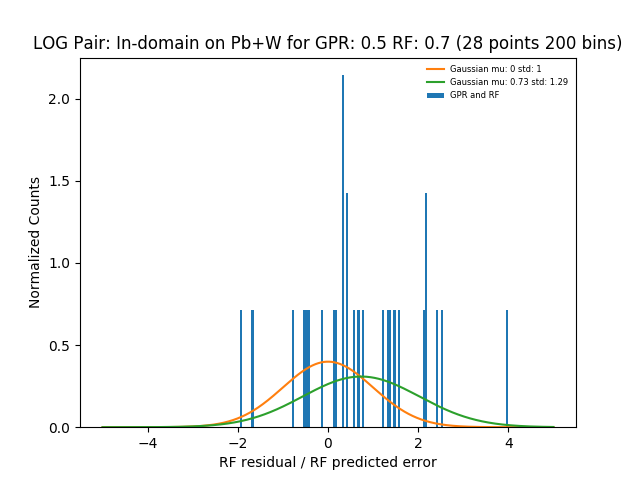 LOG Pair: In-domain on Pb+W for GPR: 0.5 RF: 0.7 (28 points 200 bins)
Gaussian mu: 0 std: 1
Gaussian mu: 0.73 std: 1.29
GPR and RF
Normalized Counts
2.0
1.5
1.0
0.5
0.0
−4
−2
0
2
4
RF residual / RF predicted error